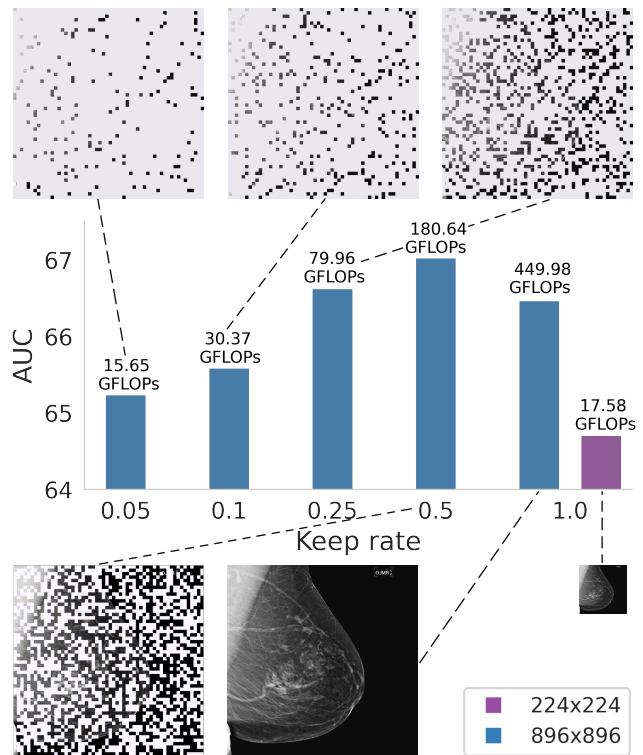 180.64
GFLOPs
67
79.96
GFLOPs
449.98
GFLOPs
66
30.37
GFLOPs
15.65
GFLOPs
AUC
65
17.58
GFLOPs
64
0.05
0.1
0.25
0.5
1.0
Keep rate
224x224
896x896